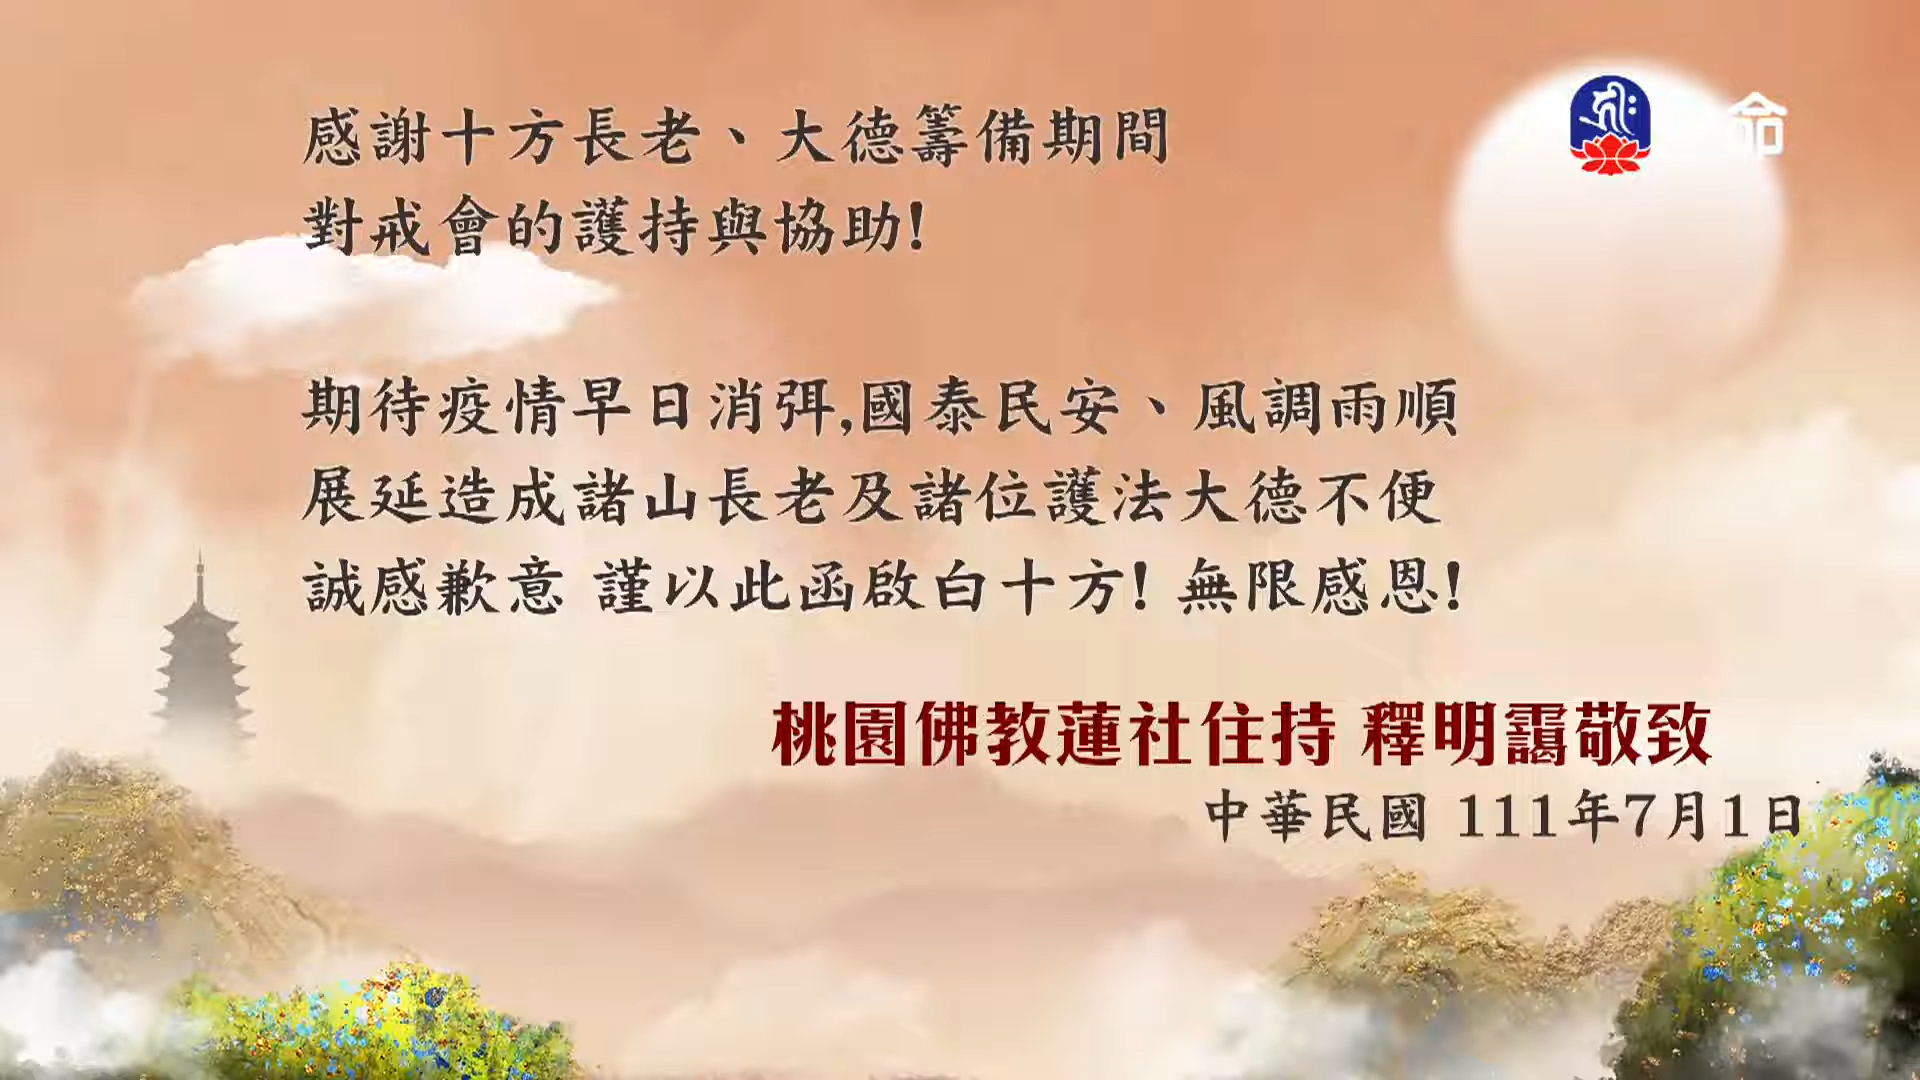 感謝十方長老、大德籌備期間
對戒會的護持與協助!
期待疫情早日消弭,國泰民安、風調雨順
展延造成諸山長老及諸位護法大德不便
誠感歉意 謹以此函啟白十方! 無限感恩!
桃園佛教蓮社住持 釋明靄敬致
中華民國 111年7月1日
命